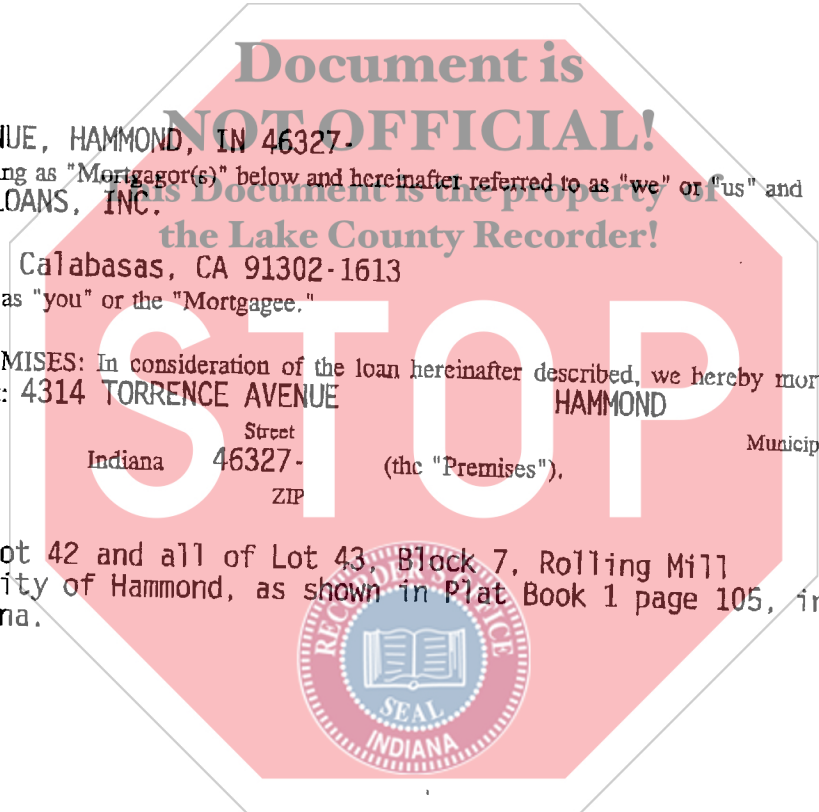 Document is
NOT OFFICIAL!
This Document is the property of
the Lake County Recorder!
STOP
NUE, HAMMOND, IN 46327-
ng as "Mortgagor(s)" below and hereinafter referred to as "we" or "us" and
LOANS, INC.
Calabasas, CA 91302-1613
as "you" or the "Mortgagee."
MISES: In consideration of the loan hereinafter described, we hereby mor
: 4314 TORRENCE AVENUE HAMMOND
Street Municip
Indiana 46327- (the "Premises").
ZIP
ot 42 and all of Lot 43, Block 7, Rolling Mill
ity of Hammond, as shown in Plat Book 1 page 105, in
na.
RECORDER'S OFFICE
SEAL
INDIANA